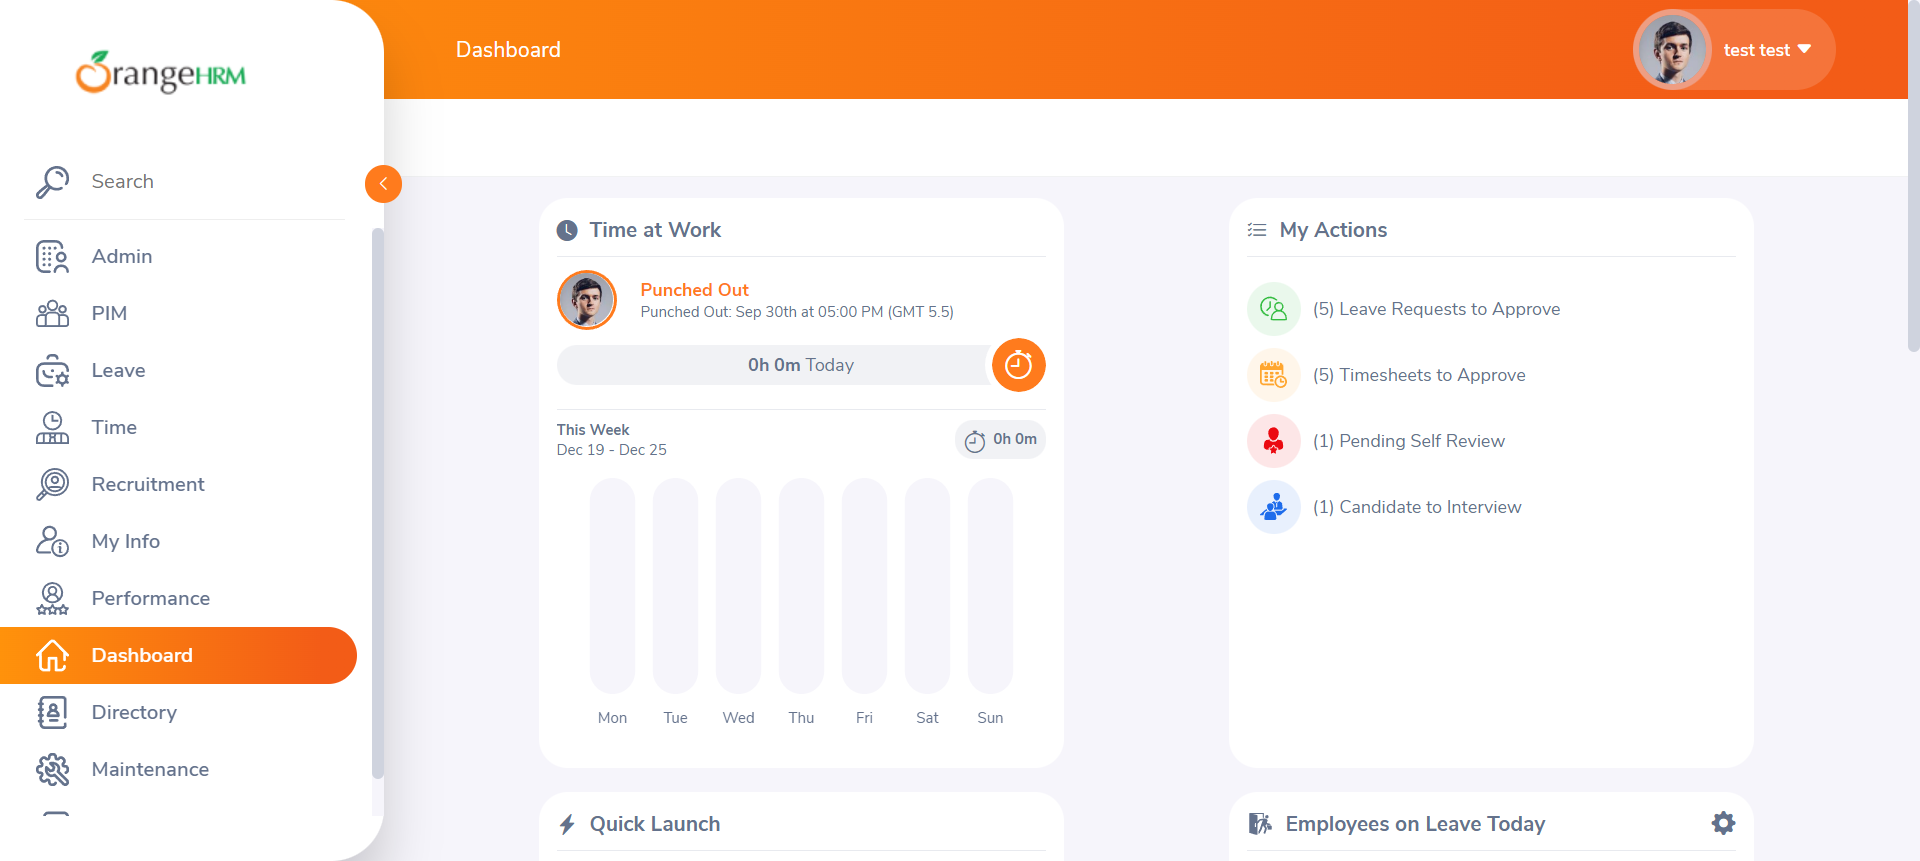 OrangeHRM
Dashboard
test test
Search
Admin
PIM
Leave
Time
Recruitment
My Info
Performance
Dashboard
Directory
Maintenance
Time at Work
Punched Out
Punched Out: Sep 30th at 05:00 PM (GMT 5.5)
0h 0m Today
This Week
Dec 19 - Dec 25
0h 0m
Mon Tue Wed Thu Fri Sat Sun
My Actions
(5) Leave Requests to Approve
(5) Timesheets to Approve
(1) Pending Self Review
(1) Candidate to Interview
Quick Launch
Employees on Leave Today